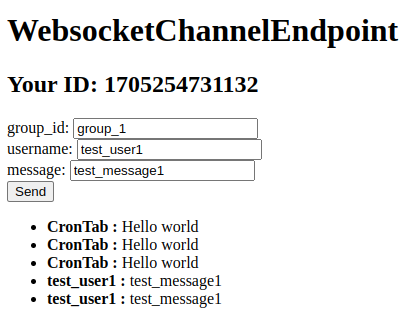 WebsocketChannelEndpoint
Your ID: 1705254731132
group_id: group_1
username: test_user1
message: test_message1
Send
CronTab : Hello world
CronTab : Hello world
CronTab : Hello world
test_user1 : test_message1
test_user1 : test_message1